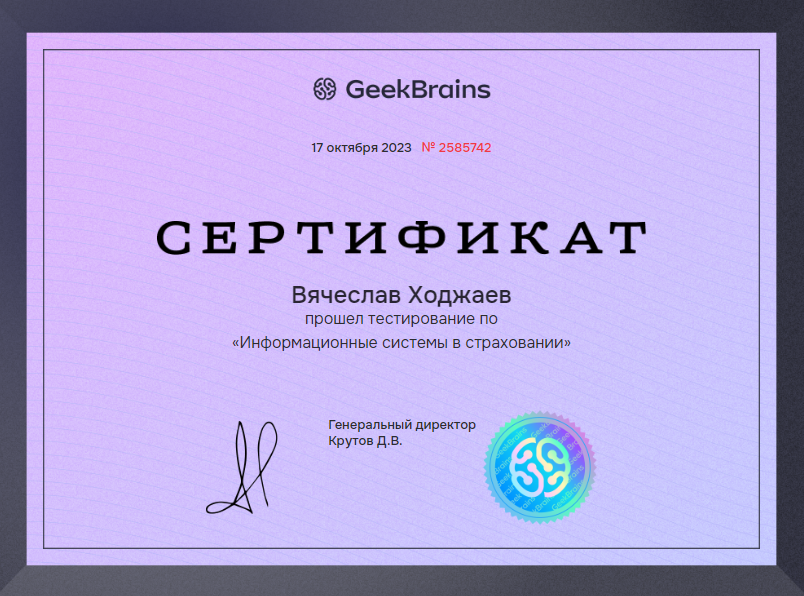 GeekBrains
17 октября 2023 № 2585742
СЕРТИФИКАТ
Вячеслав Ходжаев
прошел тестирование по
«Информационные системы в страховании»
Генеральный директор
Крутов Д.В.